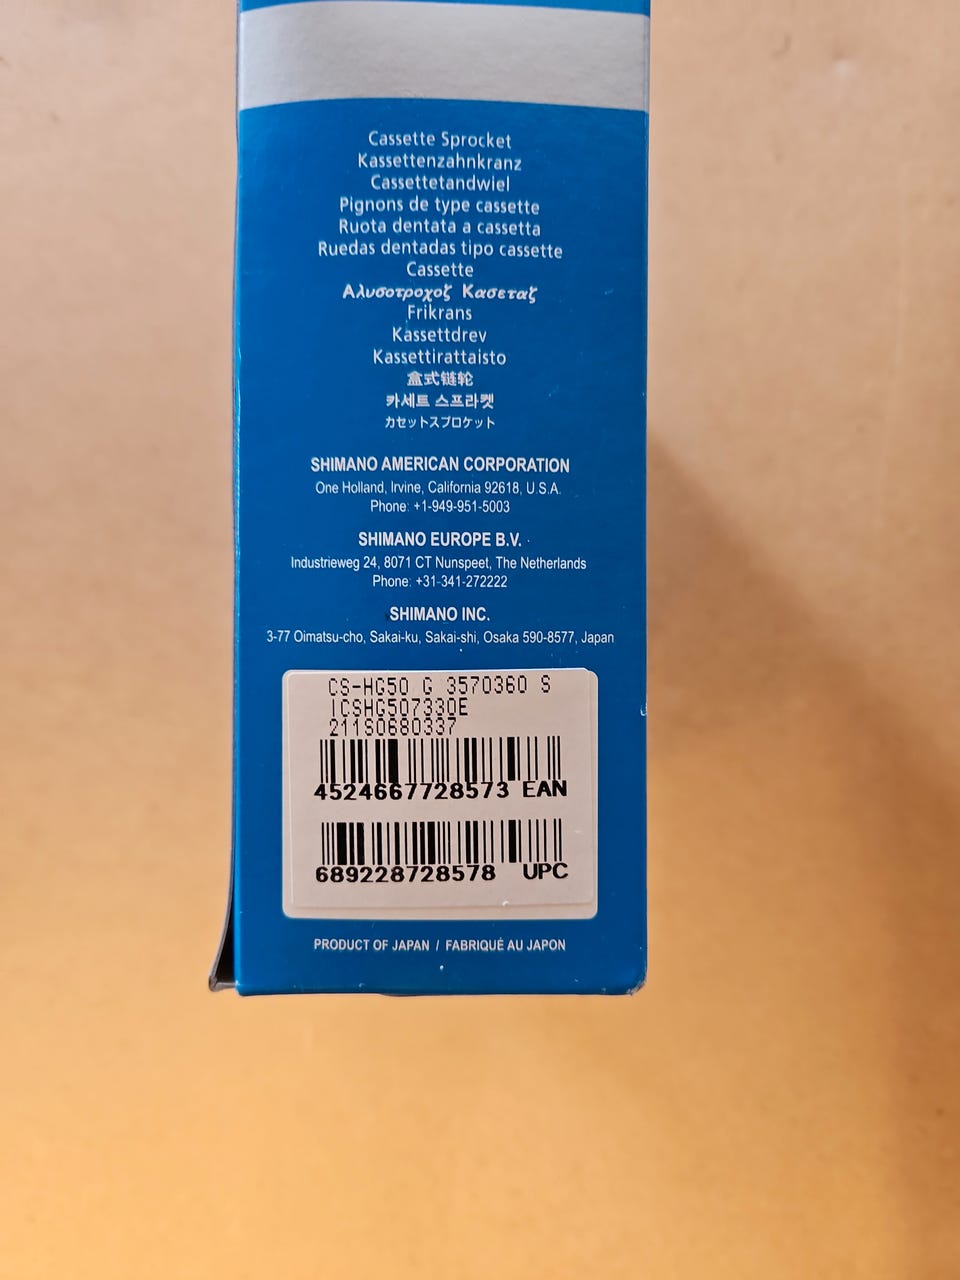 Cassette Sprocket
Kassettenzahnkranz
Cassettetandwiel
Pignons de type cassette
Ruota dentata a cassetta
Ruedas dentadas tipo cassette
Cassette
Αλυσοτροχοζ Κασεταζ
Frikrans
Kassettdrev
Kassettirattaisto
盒式链轮
카세트 스프라켓
カセットスプロケット
SHIMANO AMERICAN CORPORATION
One Holland, Irvine, California 92618, U.S.A.
Phone: +1-949-951-5003
SHIMANO EUROPE B.V.
Industrieweg 24, 8071 CT Nunspeet, The Netherlands
Phone: +31-341-272222
SHIMANO INC.
3-77 Oimatsu-cho, Sakai-ku, Sakai-shi, Osaka 590-8577, Japan
CS-HG50 G 3570360 S
ICSHG507330E
211S0680337
4524667728573 EAN
689228728578 UPC
PRODUCT OF JAPAN / FABRIQUÉ AU JAPON